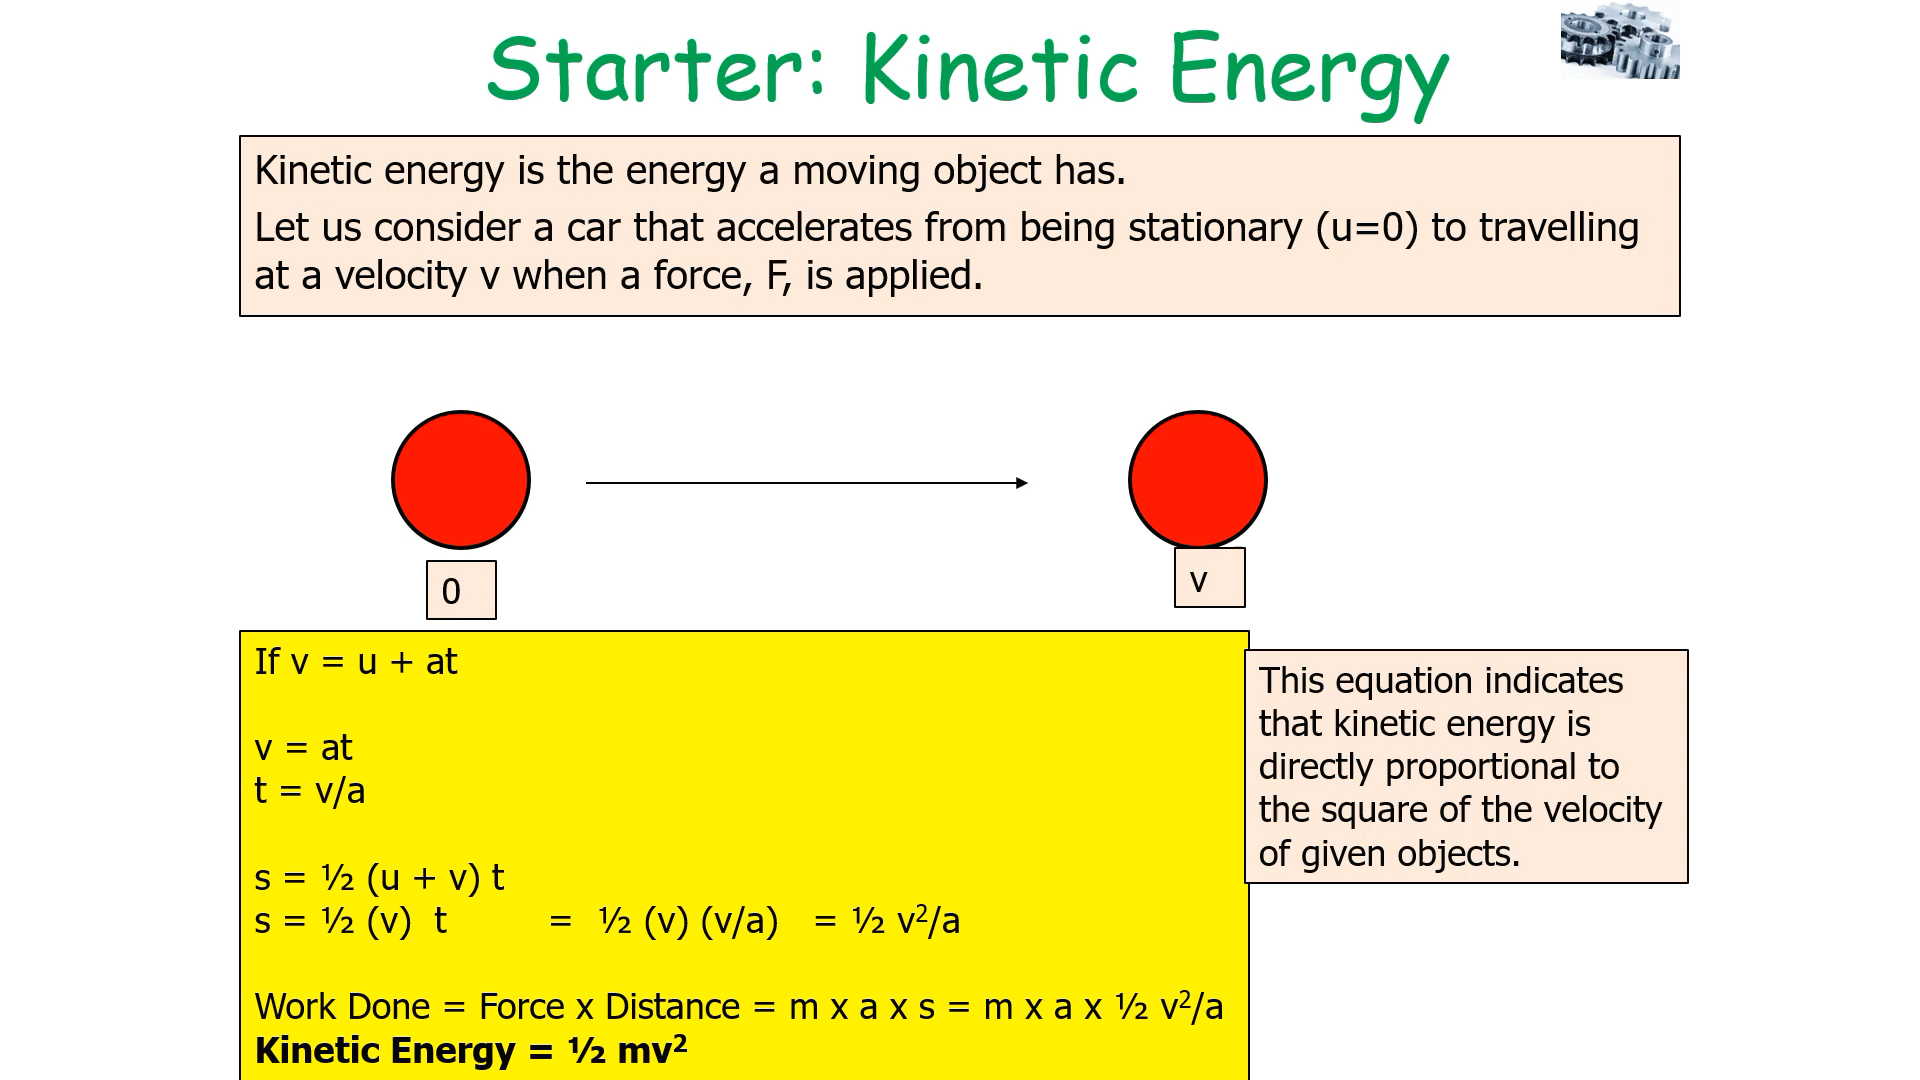 Starter: Kinetic Energy
Kinetic energy is the energy a moving object has.
Let us consider a car that accelerates from being stationary (u=0) to travelling
at a velocity v when a force, F, is applied.
0
v
If v = u + at
v = at
t = v/a
s = ½ (u + v) t
s = ½ (v) t = ½ (v) (v/a) = ½ v²/a
Work Done = Force x Distance = m x a x s = m x a x ½ v²/a
Kinetic Energy = ½ mv²
This equation indicates
that kinetic energy is
directly proportional to
the square of the velocity
of given objects.